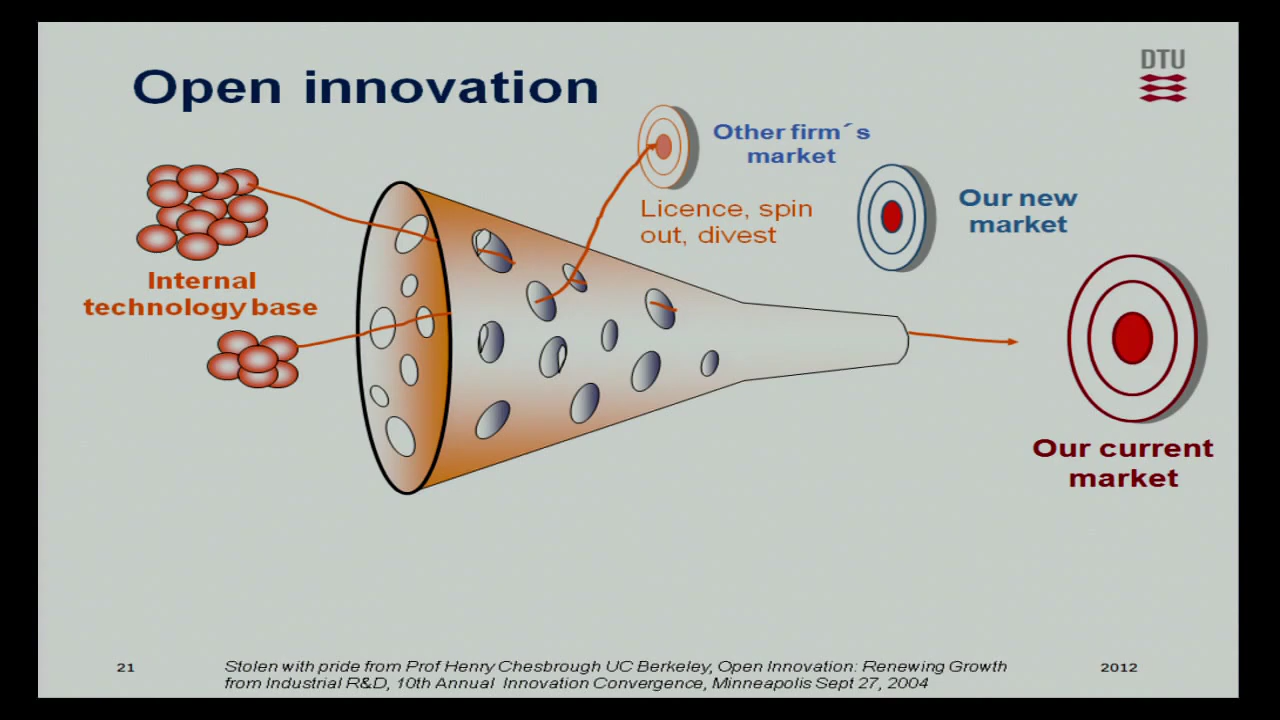 Open innovation
DTU
Other firm´s
market
Licence, spin
out, divest
Our new
market
Internal
technology base
Our current
market
21
Stolen with pride from Prof Henry Chesbrough UC Berkeley, Open Innovation: Renewing Growth
from Industrial R&D, 10th Annual Innovation Convergence, Minneapolis Sept 27, 2004
2012